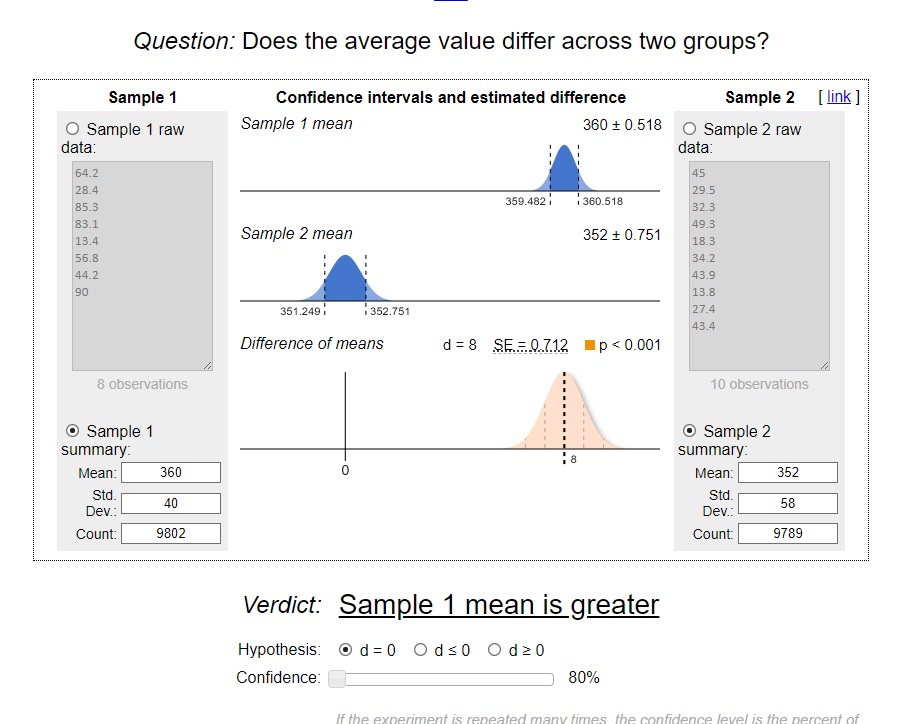 Question: Does the average value differ across two groups?
Sample 1
Confidence intervals and estimated difference
Sample 2 [ link ]
Sample 1 raw
data:
64.2
28.4
85.3
83.1
13.4
56.8
44.2
90
8 observations
Sample 1
summary:
Mean: 360
Std.
Dev.: 40
Count: 9802
Sample 1 mean 360 ± 0.518
359.482 360.518
Sample 2 mean 352 ± 0.751
351.249 352.751
Difference of means d = 8 SE = 0.712 p < 0.001
8
0
Sample 2 raw
data:
45
29.5
32.3
49.3
18.3
34.2
43.9
13.8
27.4
43.4
10 observations
Sample 2
summary:
Mean: 352
Std.
Dev.: 58
Count: 9789
Verdict: Sample 1 mean is greater
Hypothesis: d = 0 d ≤ 0 d ≥ 0
Confidence: 80%
If the experiment is repeated many times, the confidence level is the percent of